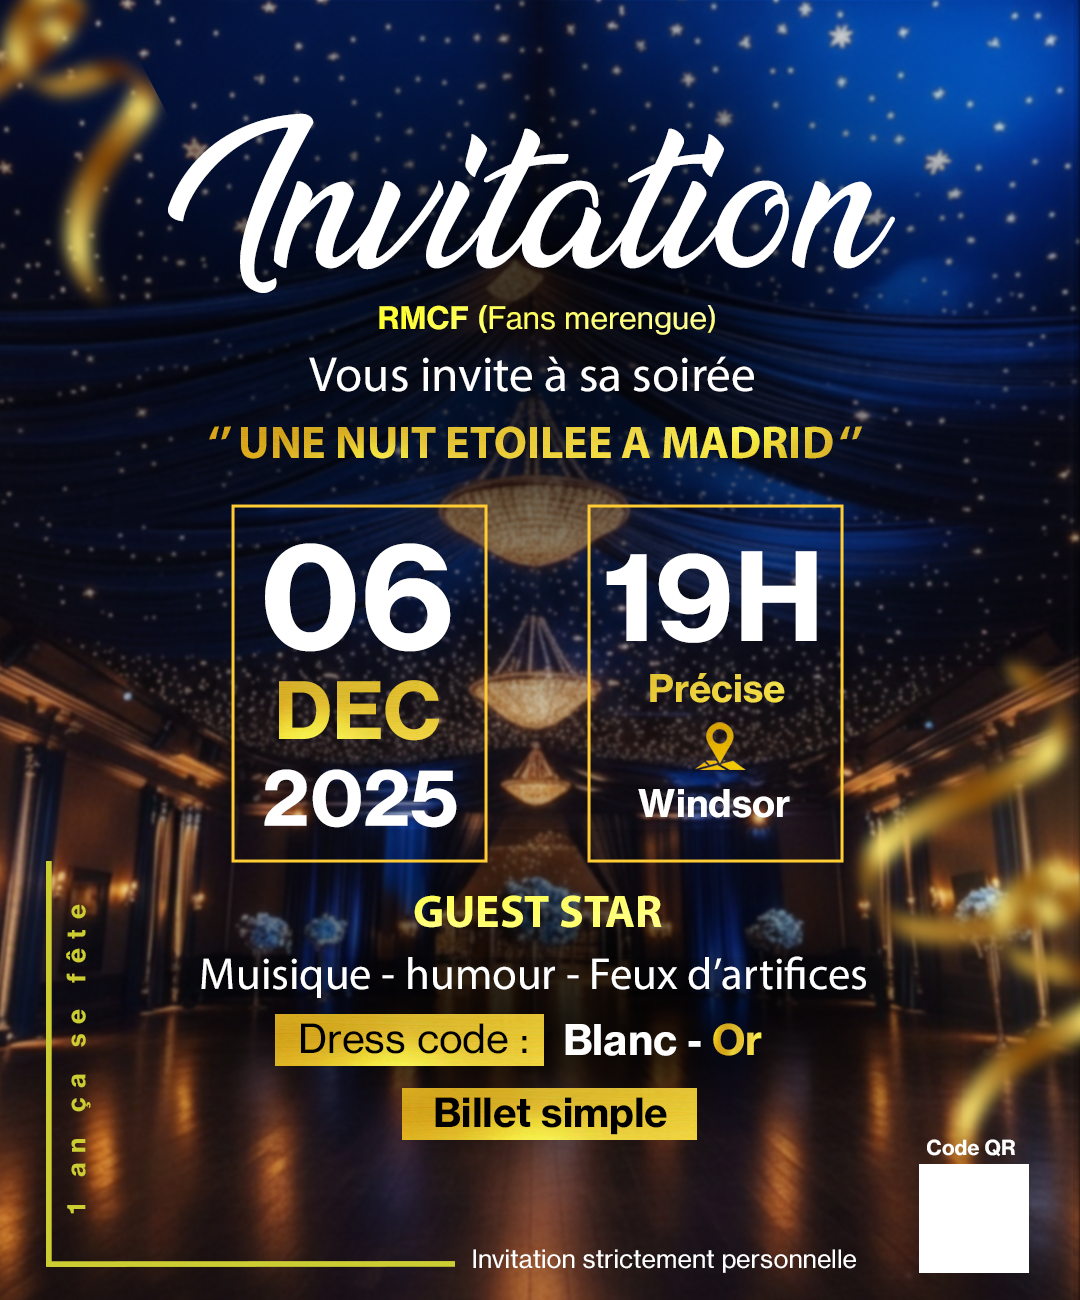 Invitation
RMCF (Fans merengue)
Vous invite à sa soirée
‘‘ UNE NUIT ETOILEE A MADRID ’’
06
DEC
2025
19H
Précise
Windsor
GUEST STAR
Muisique - humour - Feux d’artifices
Dress code : Blanc - Or
Billet simple
1 an ça se fête
Code QR
Invitation strictement personnelle